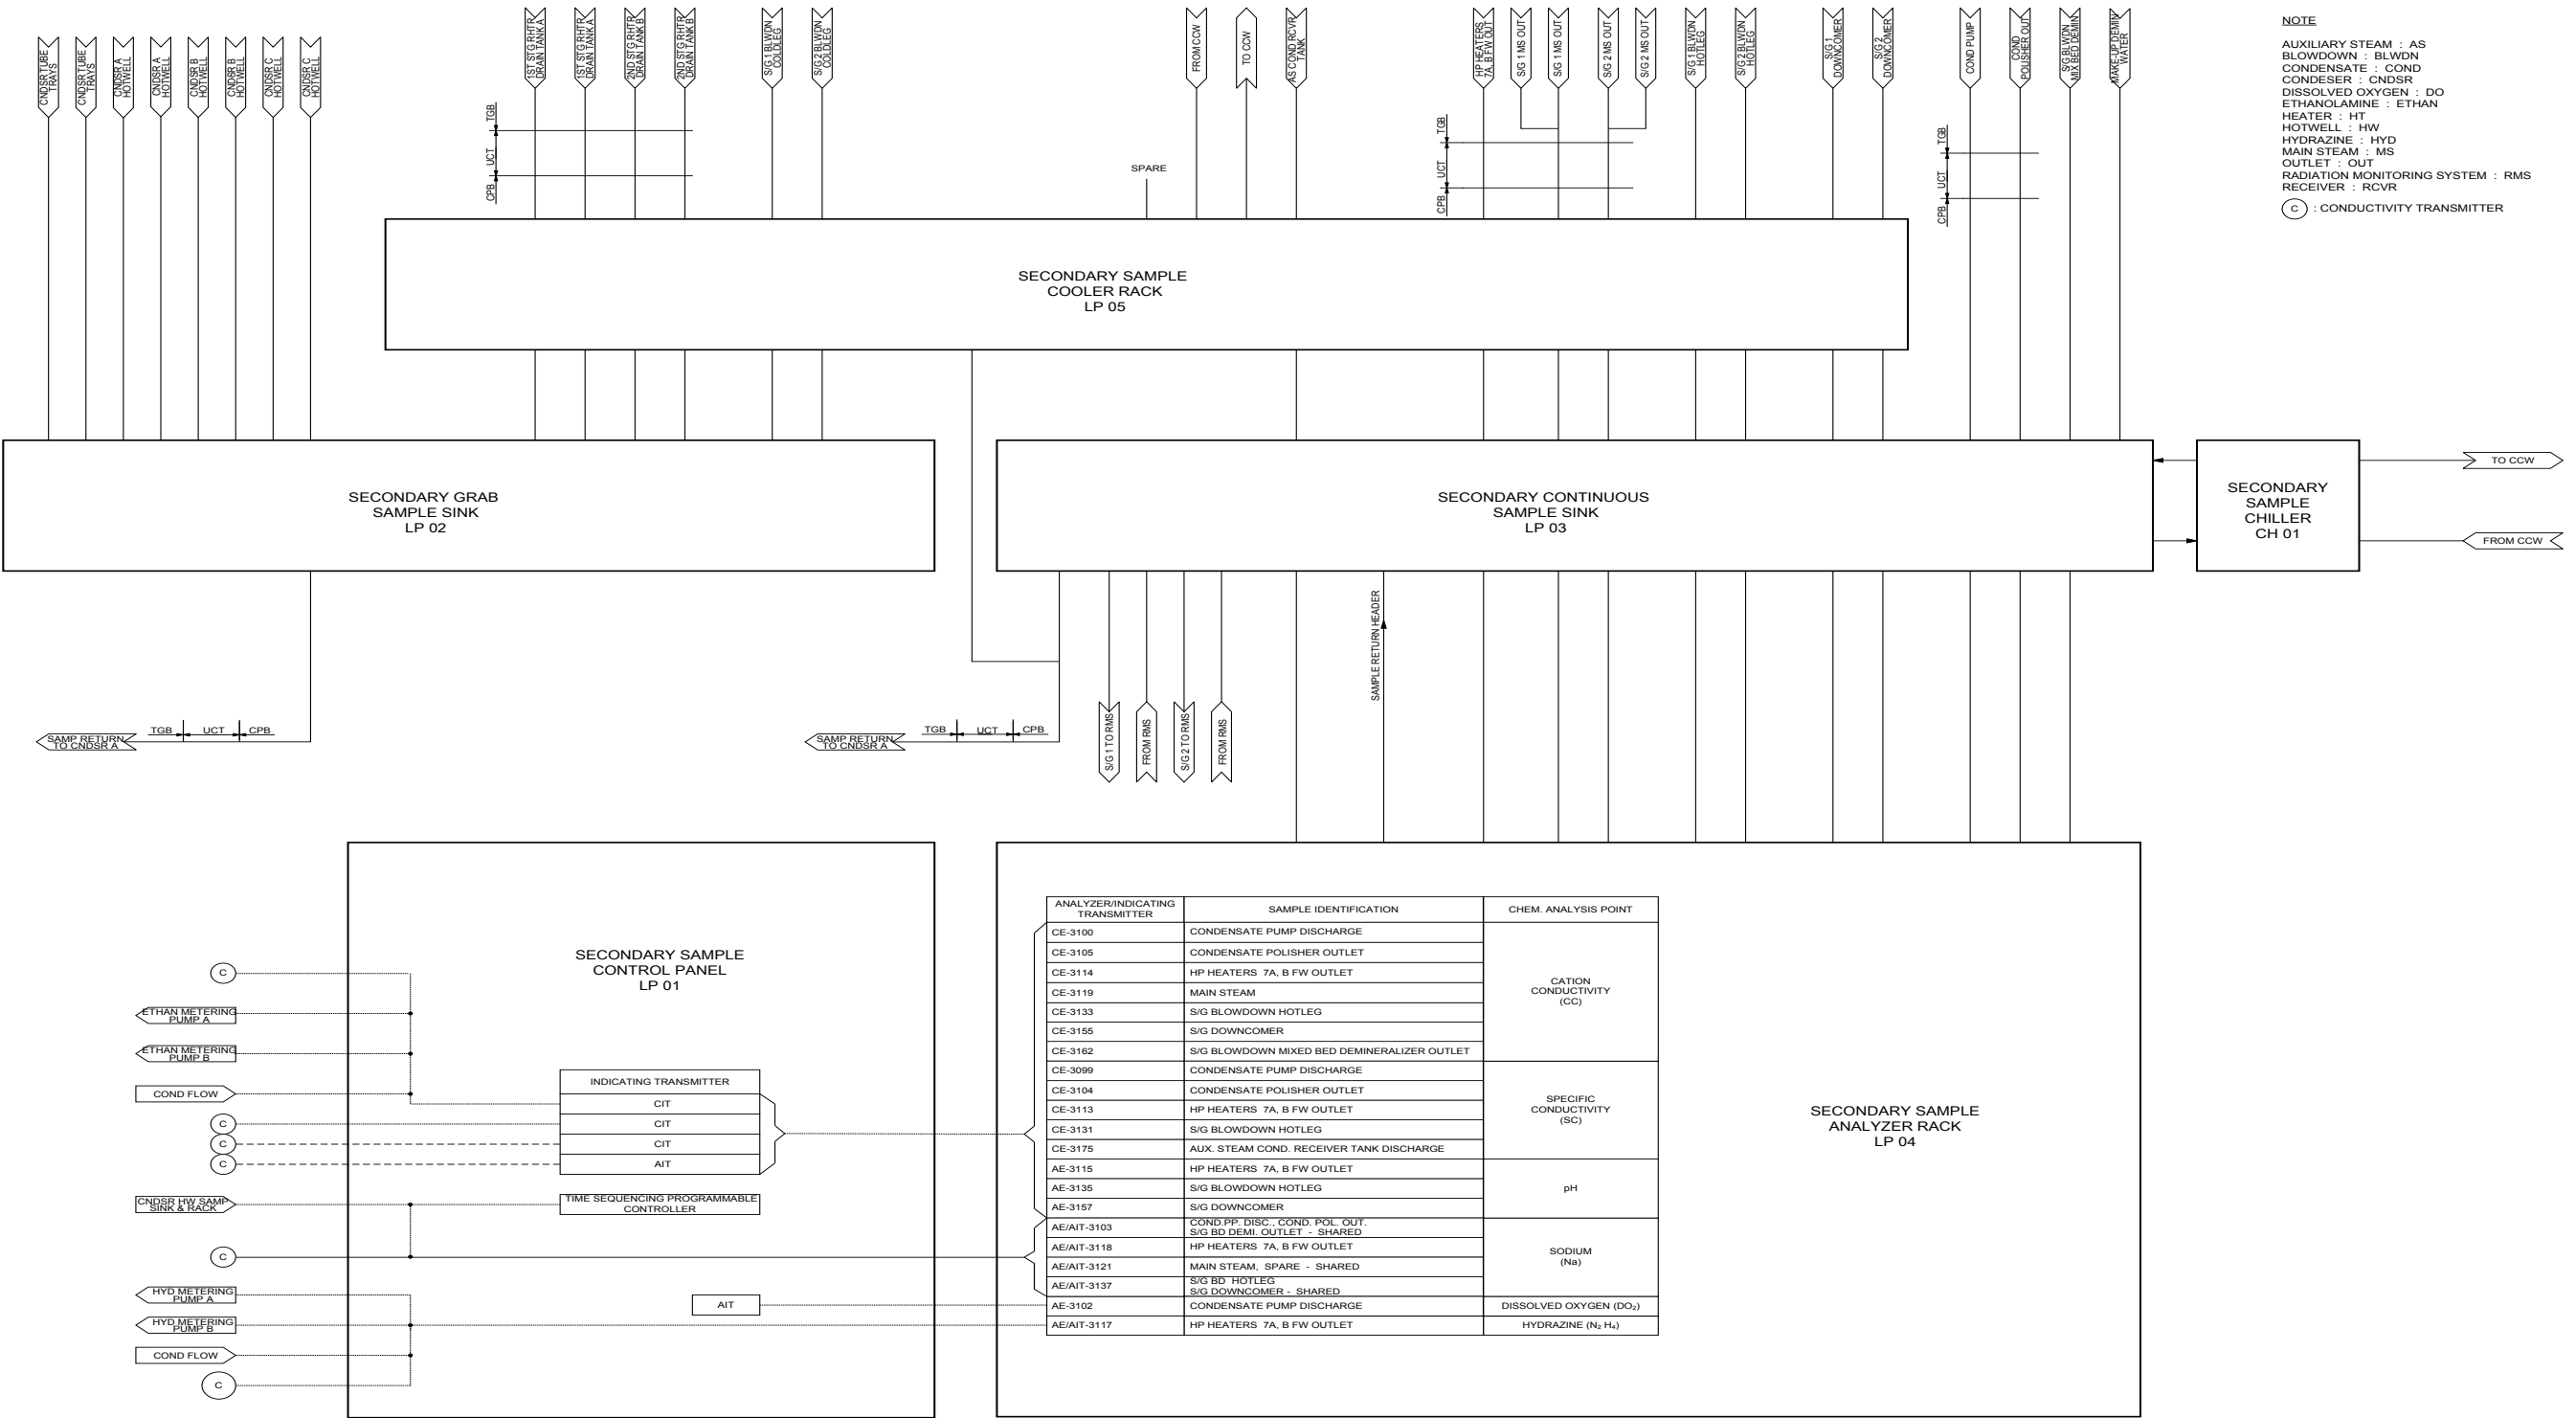 CNDSR TUBE
TRAYS
CNDSR TUBE
TRAYS
CNDSR A
HOTWELL
CNDSR A
HOTWELL
CNDSR B
HOTWELL
CNDSR B
HOTWELL
CNDSR C
HOTWELL
CNDSR C
HOTWELL
1ST STG RHTR
DRAIN TANK A
1ST STG RHTR
DRAIN TANK A
2ND STG RHTR
DRAIN TANK B
2ND STG RHTR
DRAIN TANK B
S/G 1 BLWDN
COLDLEG
S/G 2 BLWDN
COLDLEG
FROM CCW
TO CCW
AS COND RCVR
TANK
HP HEATERS
7A, B FW OUT
S/G 1 MS OUT
S/G 1 MS OUT
S/G 2 MS OUT
S/G 2 MS OUT
S/G 1 BLWDN
HOTLEG
S/G 2 BLWDN
HOTLEG
S/G 1
DOWNCOMER
S/G 2
DOWNCOMER
COND PUMP
COND
POLISHER OUT
S/G BLWDN
MIX BED DEMIN
MAKE-UP DEMIN
WATER
NOTE
AUXILIARY STEAM : AS
BLOWDOWN : BLWDN
CONDENSATE : COND
CONDESER : CNDSR
DISSOLVED OXYGEN : DO
ETHANOLAMINE : ETHAN
HEATER : HT
HOTWELL : HW
HYDRAZINE : HYD
MAIN STEAM : MS
OUTLET : OUT
RADIATION MONITORING SYSTEM : RMS
RECEIVER : RCVR
C : CONDUCTIVITY TRANSMITTER
TGB
UCT
CPB
SPARE
TGB
UCT
CPB
TGB
UCT
CPB
SECONDARY SAMPLE
COOLER RACK
LP 05
SECONDARY GRAB
SAMPLE SINK
LP 02
SECONDARY CONTINUOUS
SAMPLE SINK
LP 03
SECONDARY
SAMPLE
CHILLER
CH 01
TO CCW
FROM CCW
SAMPLE RETURN HEADER
SAMP RETURN
TO CNDSR A
TGB UCT CPB
SAMP RETURN
TO CNDSR A
TGB UCT CPB
S/G 1 TO RMS
FROM RMS
S/G 2 TO RMS
FROM RMS
SECONDARY SAMPLE
CONTROL PANEL
LP 01
C
ETHAN METERING
PUMP A
ETHAN METERING
PUMP B
COND FLOW
C
C
C
CNDSR HW SAMP
SINK & RACK
C
HYD METERING
PUMP A
HYD METERING
PUMP B
COND FLOW
C
INDICATING TRANSMITTER
CIT
CIT
CIT
AIT
TIME SEQUENCING PROGRAMMABLE
CONTROLLER
AIT
ANALYZER/INDICATING
TRANSMITTER
SAMPLE IDENTIFICATION
CHEM. ANALYSIS POINT
CE-3100 CONDENSATE PUMP DISCHARGE
CE-3105 CONDENSATE POLISHER OUTLET
CE-3114 HP HEATERS 7A, B FW OUTLET
CE-3119 MAIN STEAM
CE-3133 S/G BLOWDOWN HOTLEG
CE-3155 S/G DOWNCOMER
CE-3162 S/G BLOWDOWN MIXED BED DEMINERALIZER OUTLET
CATION
CONDUCTIVITY
(CC)
CE-3099 CONDENSATE PUMP DISCHARGE
CE-3104 CONDENSATE POLISHER OUTLET
CE-3113 HP HEATERS 7A, B FW OUTLET
CE-3131 S/G BLOWDOWN HOTLEG
CE-3175 AUX. STEAM COND. RECEIVER TANK DISCHARGE
SPECIFIC
CONDUCTIVITY
(SC)
AE-3115 HP HEATERS 7A, B FW OUTLET
AE-3135 S/G BLOWDOWN HOTLEG
AE-3157 S/G DOWNCOMER
pH
AE/AIT-3103 COND.PP. DISC., COND. POL. OUT.
S/G BD DEMI. OUTLET - SHARED
AE/AIT-3118 HP HEATERS 7A, B FW OUTLET
AE/AIT-3121 MAIN STEAM, SPARE - SHARED
AE/AIT-3137 S/G BD HOTLEG
S/G DOWNCOMER - SHARED
SODIUM
(Na)
AE-3102 CONDENSATE PUMP DISCHARGE DISSOLVED OXYGEN (DO₂)
AE/AIT-3117 HP HEATERS 7A, B FW OUTLET HYDRAZINE (N₂ H₄)
SECONDARY SAMPLE
ANALYZER RACK
LP 04